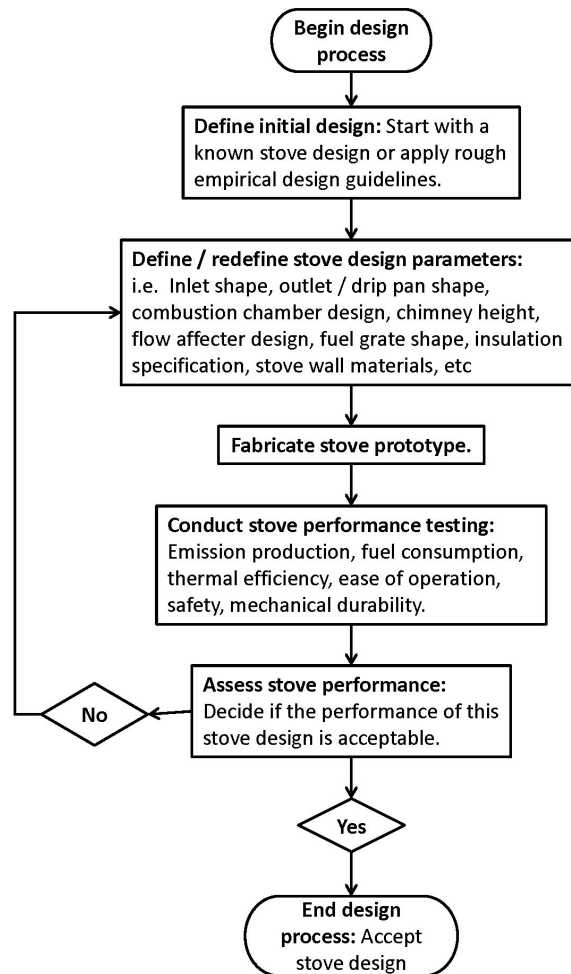 Begin design
process
Define initial design: Start with a
known stove design or apply rough
empirical design guidelines.
Define / redefine stove design parameters:
i.e. Inlet shape, outlet / drip pan shape,
combustion chamber design, chimney height,
flow affecter design, fuel grate shape, insulation
specification, stove wall materials, etc
Fabricate stove prototype.
Conduct stove performance testing:
Emission production, fuel consumption,
thermal efficiency, ease of operation,
safety, mechanical durability.
Assess stove performance:
Decide if the performance of this
stove design is acceptable.
No
Yes
End design
process: Accept
stove design